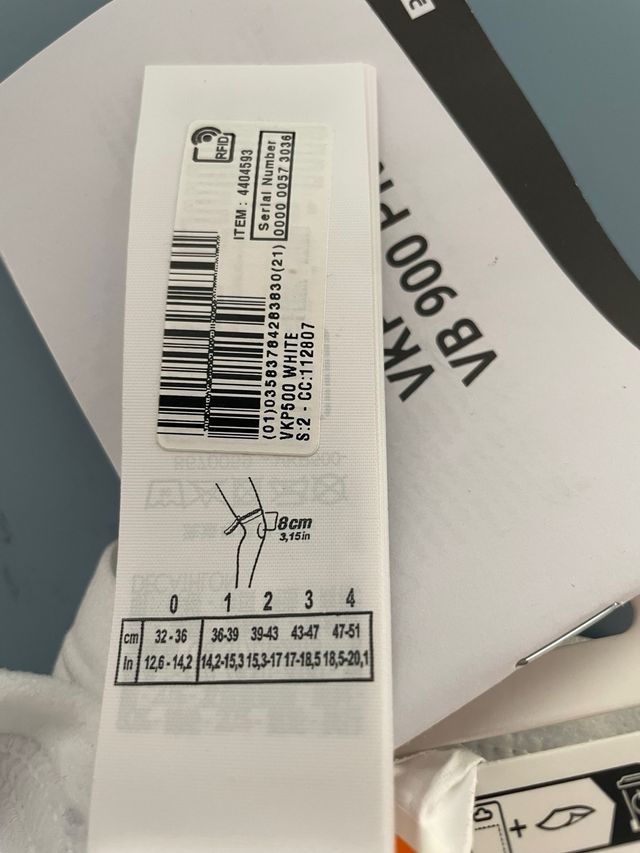 RFID
ITEM : 4404593
Serial Number
0000 0057 3036
(01)03583784283830(21)
VKP500 WHITE
S:2 - CC:112807
8cm
3,15in
0 1 2 3 4
cm 32 - 36 36-39 39-43 43-47 47-51
In 12,6 - 14,2 14,2-15,3 15,3-17 17-18,5 18,5-20,1
VB 900
+